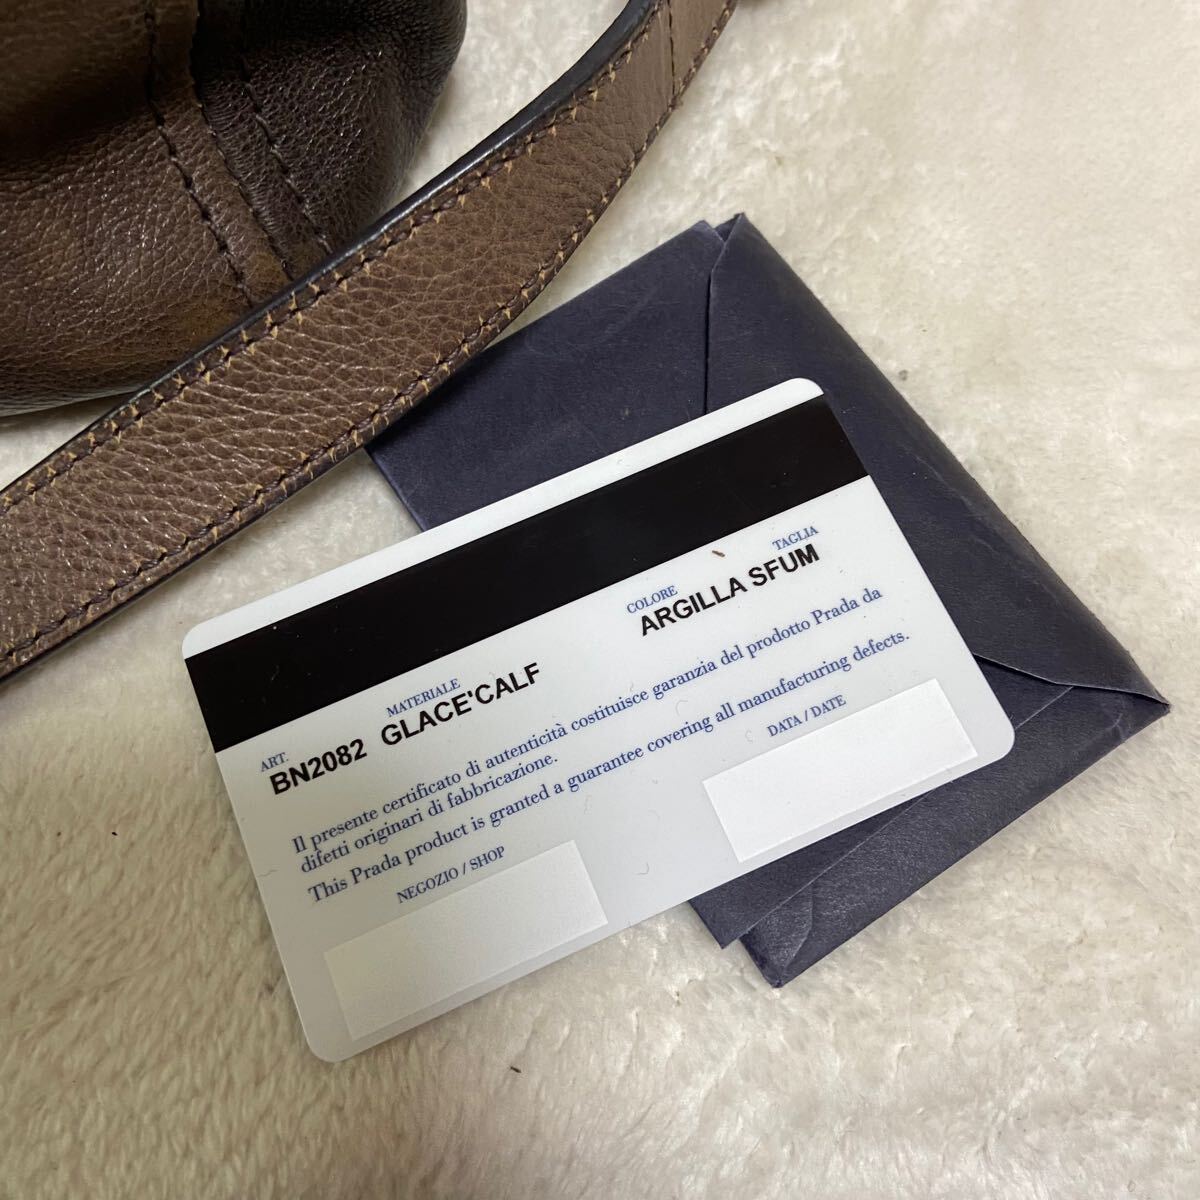 ART. MATERIALE COLORE TAGLIA
BN2082 GLACE'CALF ARGILLA SFUM
Il presente certificato di autenticità costituisce garanzia del prodotto Prada da
difetti originari di fabbricazione.
This Prada product is granted a guarantee covering all manufacturing defects.
NEGOZIO / SHOP DATA / DATE